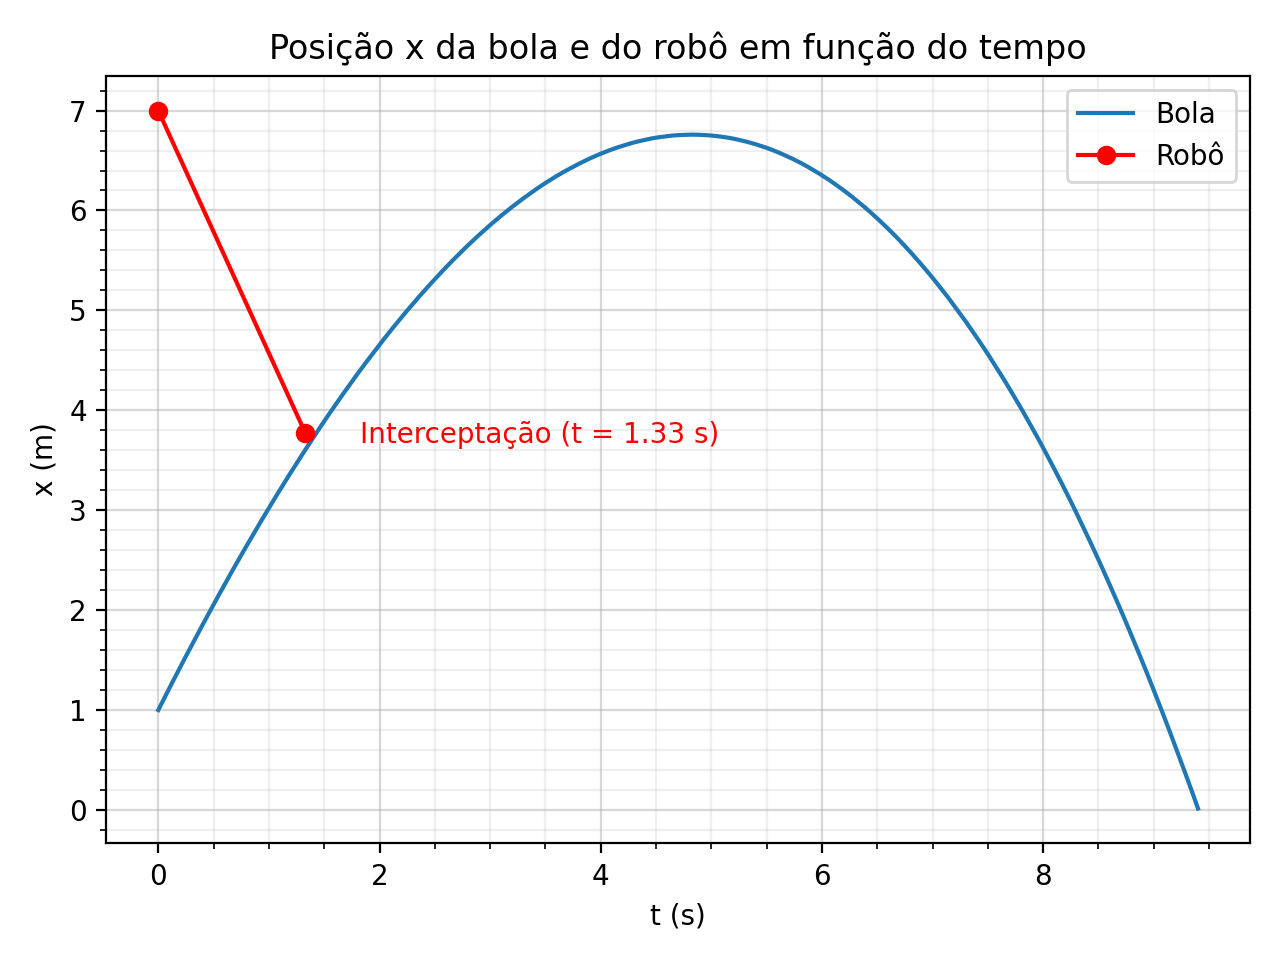 Posição x da bola e do robô em função do tempo
Bola
Robô
7
6
5
4
3
2
1
0
x (m)
Interceptação (t = 1.33 s)
0
2
4
6
8
t (s)